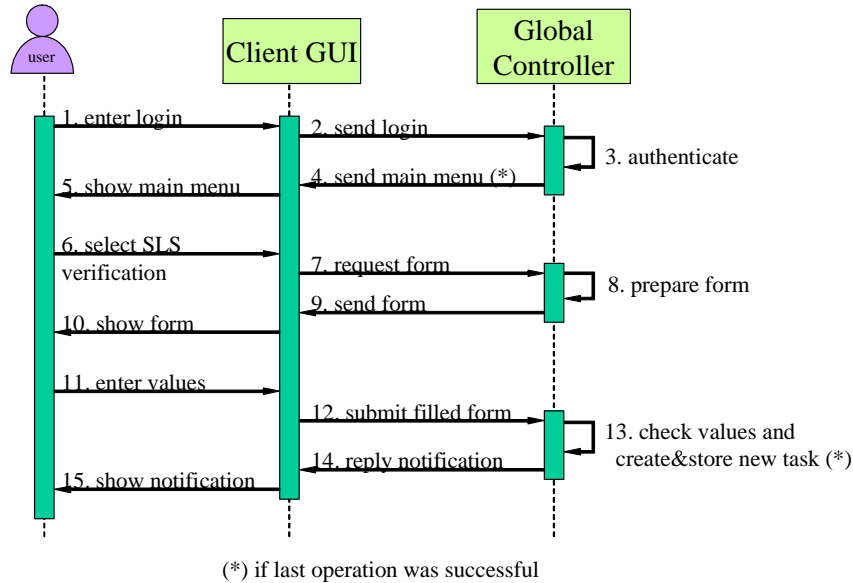 user
Client GUI
Global
Controller
1. enter login
2. send login
3. authenticate
4. send main menu (*)
5. show main menu
6. select SLS
verification
7. request form
8. prepare form
9. send form
10. show form
11. enter values
12. submit filled form
13. check values and
create&store new task (*)
14. reply notification
15. show notification
(*) if last operation was successful